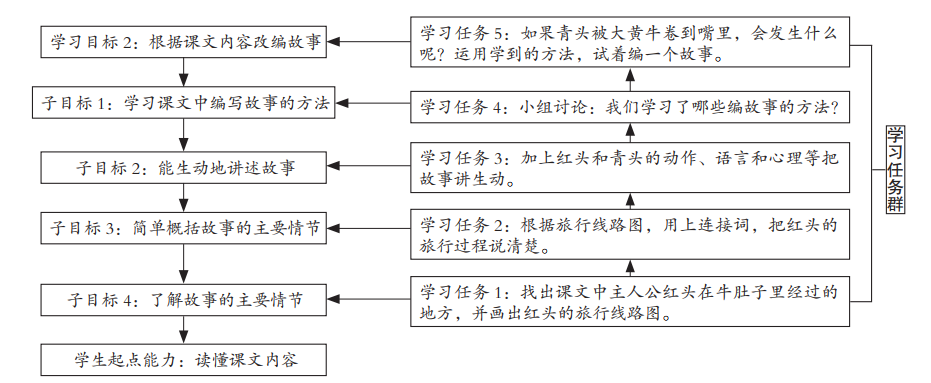 学习目标2：根据课文内容改编故事
子目标1：学习课文中编写故事的方法
子目标2：能生动地讲述故事
子目标3：简单概括故事的主要情节
子目标4：了解故事的主要情节
学生起点能力：读懂课文内容
学习任务5：如果青头被大黄牛卷到嘴里，会发生什么
呢？运用学到的方法，试着编一个故事。
学习任务4：小组讨论：我们学习了哪些编故事的方法？
学习任务3：加上红头和青头的动作、语言和心理等把
故事讲生动。
学习任务2：根据旅行线路图，用上连接词，把红头的
旅行过程说清楚。
学习任务1：找出课文中主人公红头在牛肚子里经过的
地方，并画出红头的旅行线路图。
学习任务群